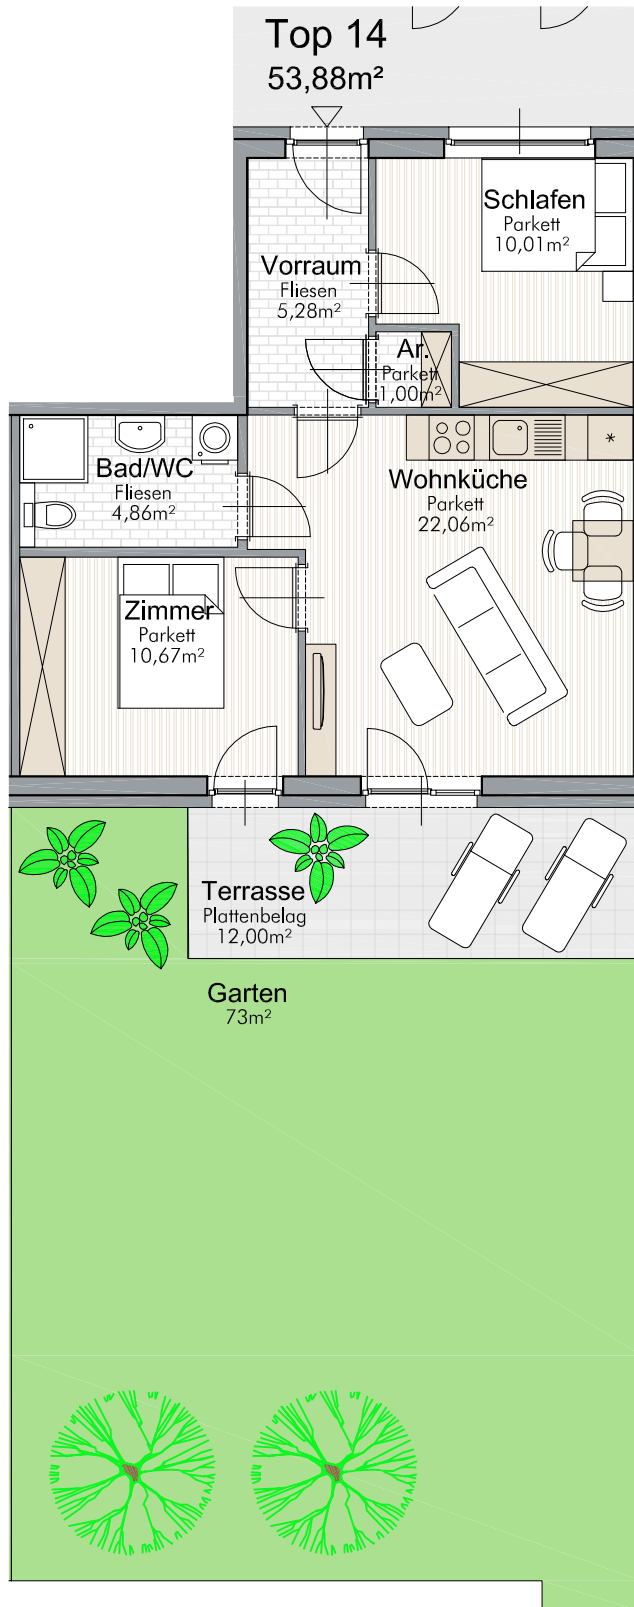 Top 14
53,88m²
Schlafen
Parkett
10,01m²
Vorraum
Fliesen
5,28m²
Ar.
Parkett
1,00m²
Bad/WC
Fliesen
4,86m²
Wohnküche
Parkett
22,06m²
*
Zimmer
Parkett
10,67m²
Terrasse
Plattenbelag
12,00m²
Garten
73m²